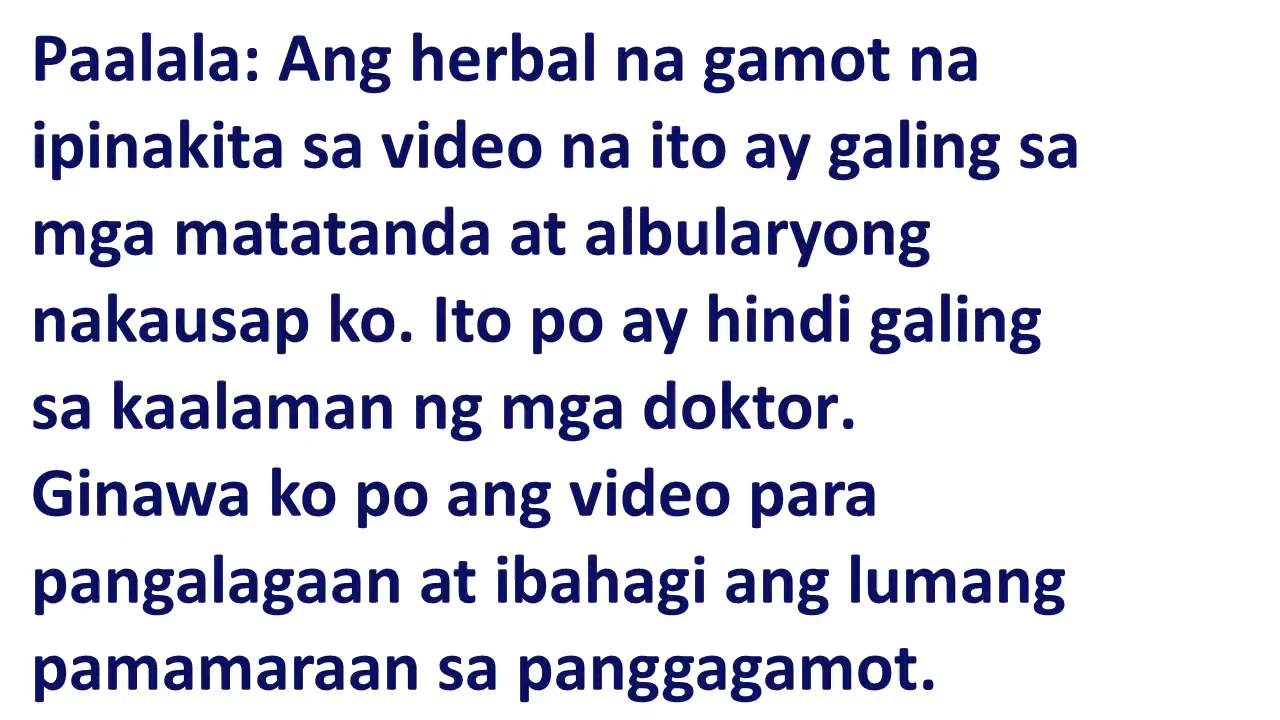 Paalala: Ang herbal na gamot na
ipinakita sa video na ito ay galing sa
mga matatanda at albularyong
nakausap ko. Ito po ay hindi galing
sa kaalaman ng mga doktor.
Ginawa ko po ang video para
pangalagaan at ibahagi ang lumang
pamamaraan sa panggagamot.